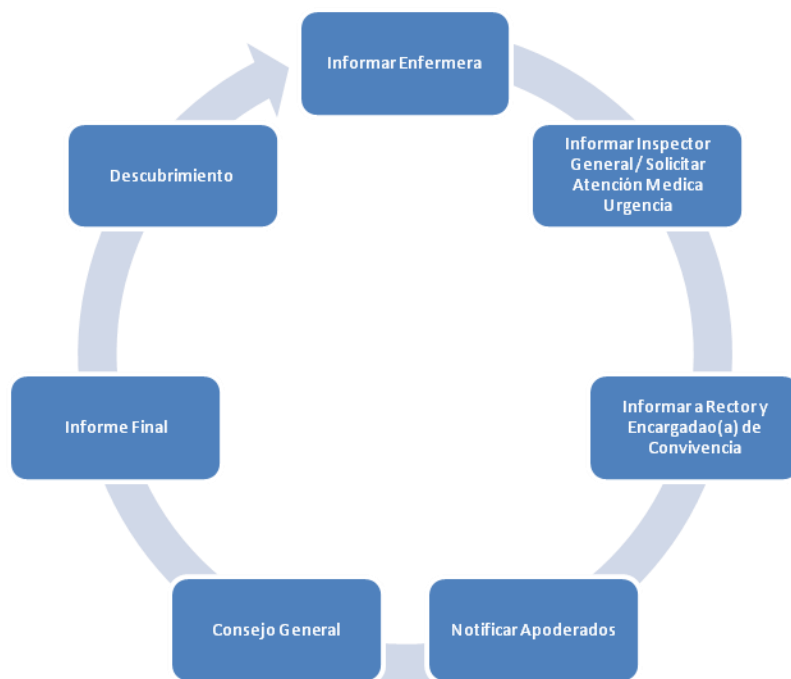 Informar Enfermera
Informar Inspector
General/ Solicitar
Atención Medica
Urgencia
Informar a Rector y
Encargadao(a) de
Convivencia
Notificar Apoderados
Consejo General
Informe Final
Descubrimiento